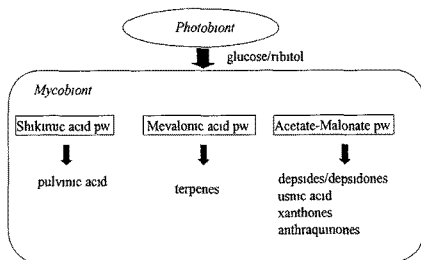 Photobiont
glucose/ribitol
Mycobiont
Shikimic acid pw
Mevalonic acid pw
Acetate-Malonate pw
pulvinic acid
terpenes
depsides/depsidones
usnic acid
xanthones
anthraquinones